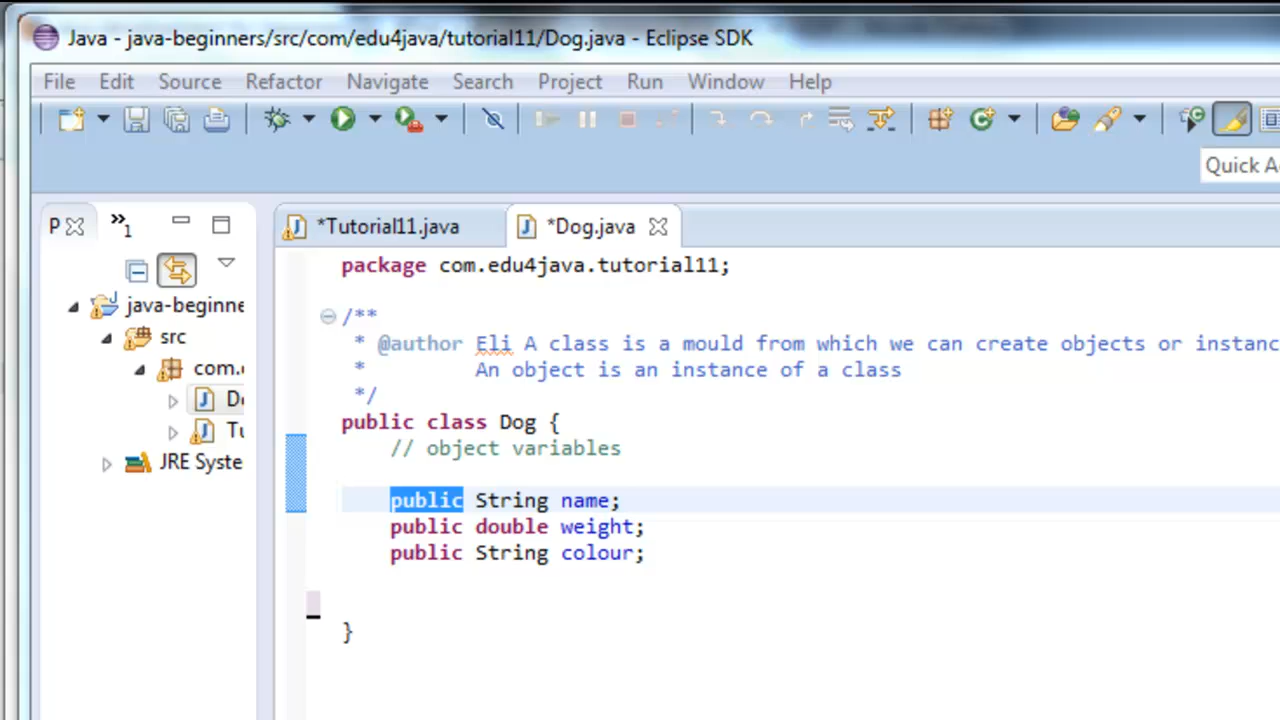 Java - java-beginners/src/com/edu4java/tutorial11/Dog.java - Eclipse SDK
File Edit Source Refactor Navigate Search Project Run Window Help
Quick A
P
»1
*Tutorial11.java
*Dog.java
java-beginne
src
com.
D
Tu
JRE Syste
package com.edu4java.tutorial11;
/**
* @author Eli A class is a mould from which we can create objects or instanc
* An object is an instance of a class
*/
public class Dog {
// object variables
public String name;
public double weight;
public String colour;
}